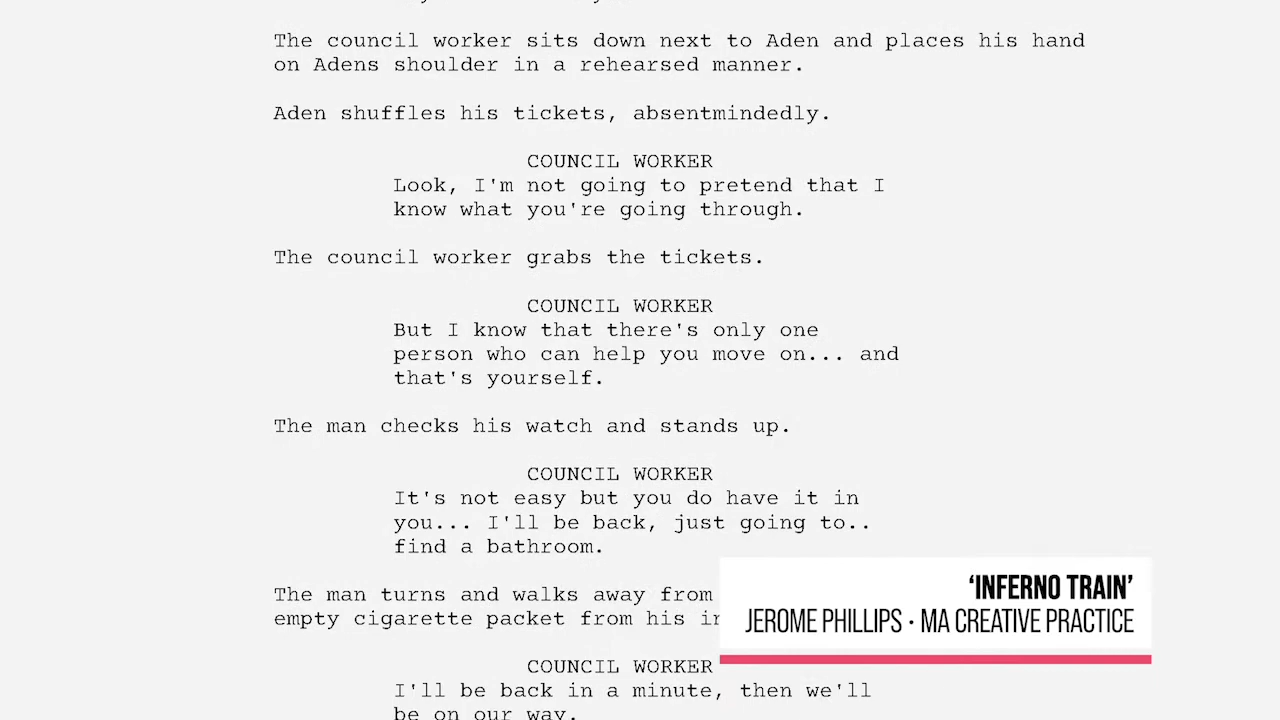 The council worker sits down next to Aden and places his hand
on Adens shoulder in a rehearsed manner.
Aden shuffles his tickets, absentmindedly.
COUNCIL WORKER
Look, I'm not going to pretend that I
know what you're going through.
The council worker grabs the tickets.
COUNCIL WORKER
But I know that there's only one
person who can help you move on... and
that's yourself.
The man checks his watch and stands up.
COUNCIL WORKER
It's not easy but you do have it in
you... I'll be back, just going to..
find a bathroom.
The man turns and walks away from
empty cigarette packet from his
COUNCIL WORKER
I'll be back in a minute, then we'll
be on our way.
‘INFERNO TRAIN’
JEROME PHILLIPS • MA CREATIVE PRACTICE